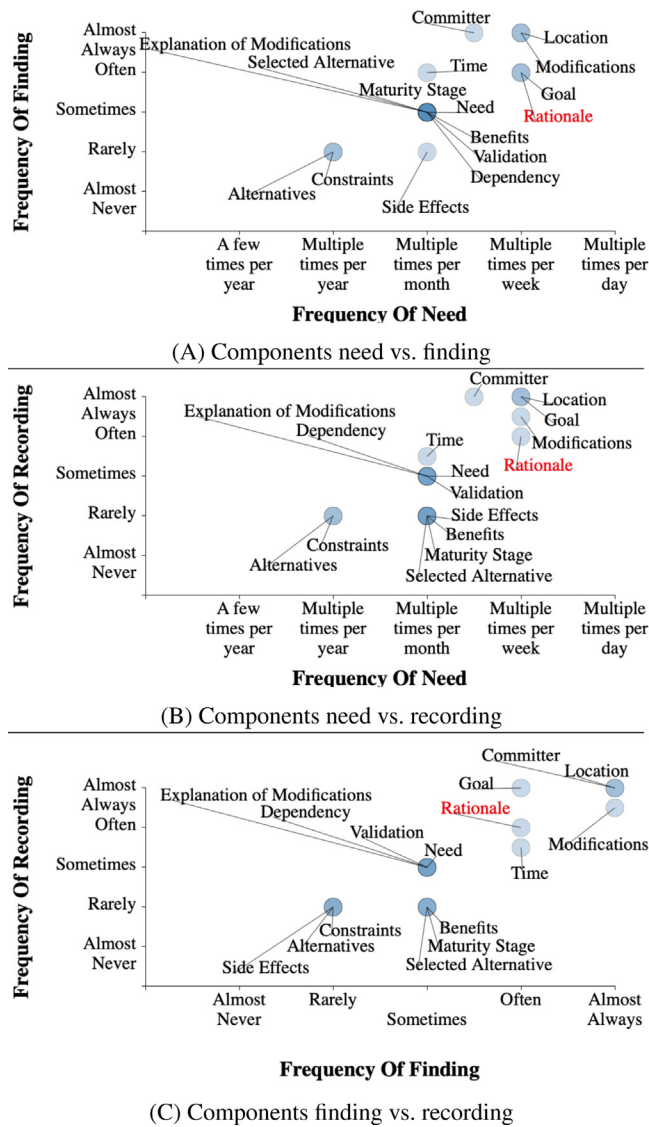 Frequency Of Finding
Almost
Always
Often
Sometimes
Rarely
Almost
Never
Committer
Location
Explanation of Modifications
Selected Alternative
Time
Modifications
Maturity Stage
Goal
Need
Rationale
Benefits
Validation
Dependency
Constraints
Alternatives
Side Effects
A few
times per
year
Multiple
times per
year
Multiple
times per
month
Multiple
times per
week
Multiple
times per
day
Frequency Of Need
(A) Components need vs. finding
Frequency Of Recording
Almost
Always
Often
Sometimes
Rarely
Almost
Never
Committer
Location
Explanation of Modifications
Goal
Dependency
Time
Modifications
Need
Rationale
Validation
Side Effects
Benefits
Constraints
Maturity Stage
Alternatives
Selected Alternative
A few
times per
year
Multiple
times per
year
Multiple
times per
month
Multiple
times per
week
Multiple
times per
day
Frequency Of Need
(B) Components need vs. recording
Frequency Of Recording
Almost
Always
Often
Sometimes
Rarely
Almost
Never
Committer
Location
Goal
Explanation of Modifications
Rationale
Dependency
Validation
Need
Modifications
Time
Benefits
Constraints
Maturity Stage
Alternatives
Selected Alternative
Side Effects
Almost
Never
Rarely
Sometimes
Often
Almost
Always
Frequency Of Finding
(C) Components finding vs. recording